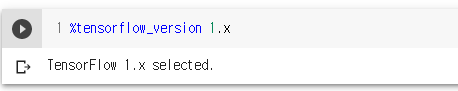 1 %tensorflow_version 1.x
TensorFlow 1.x selected.